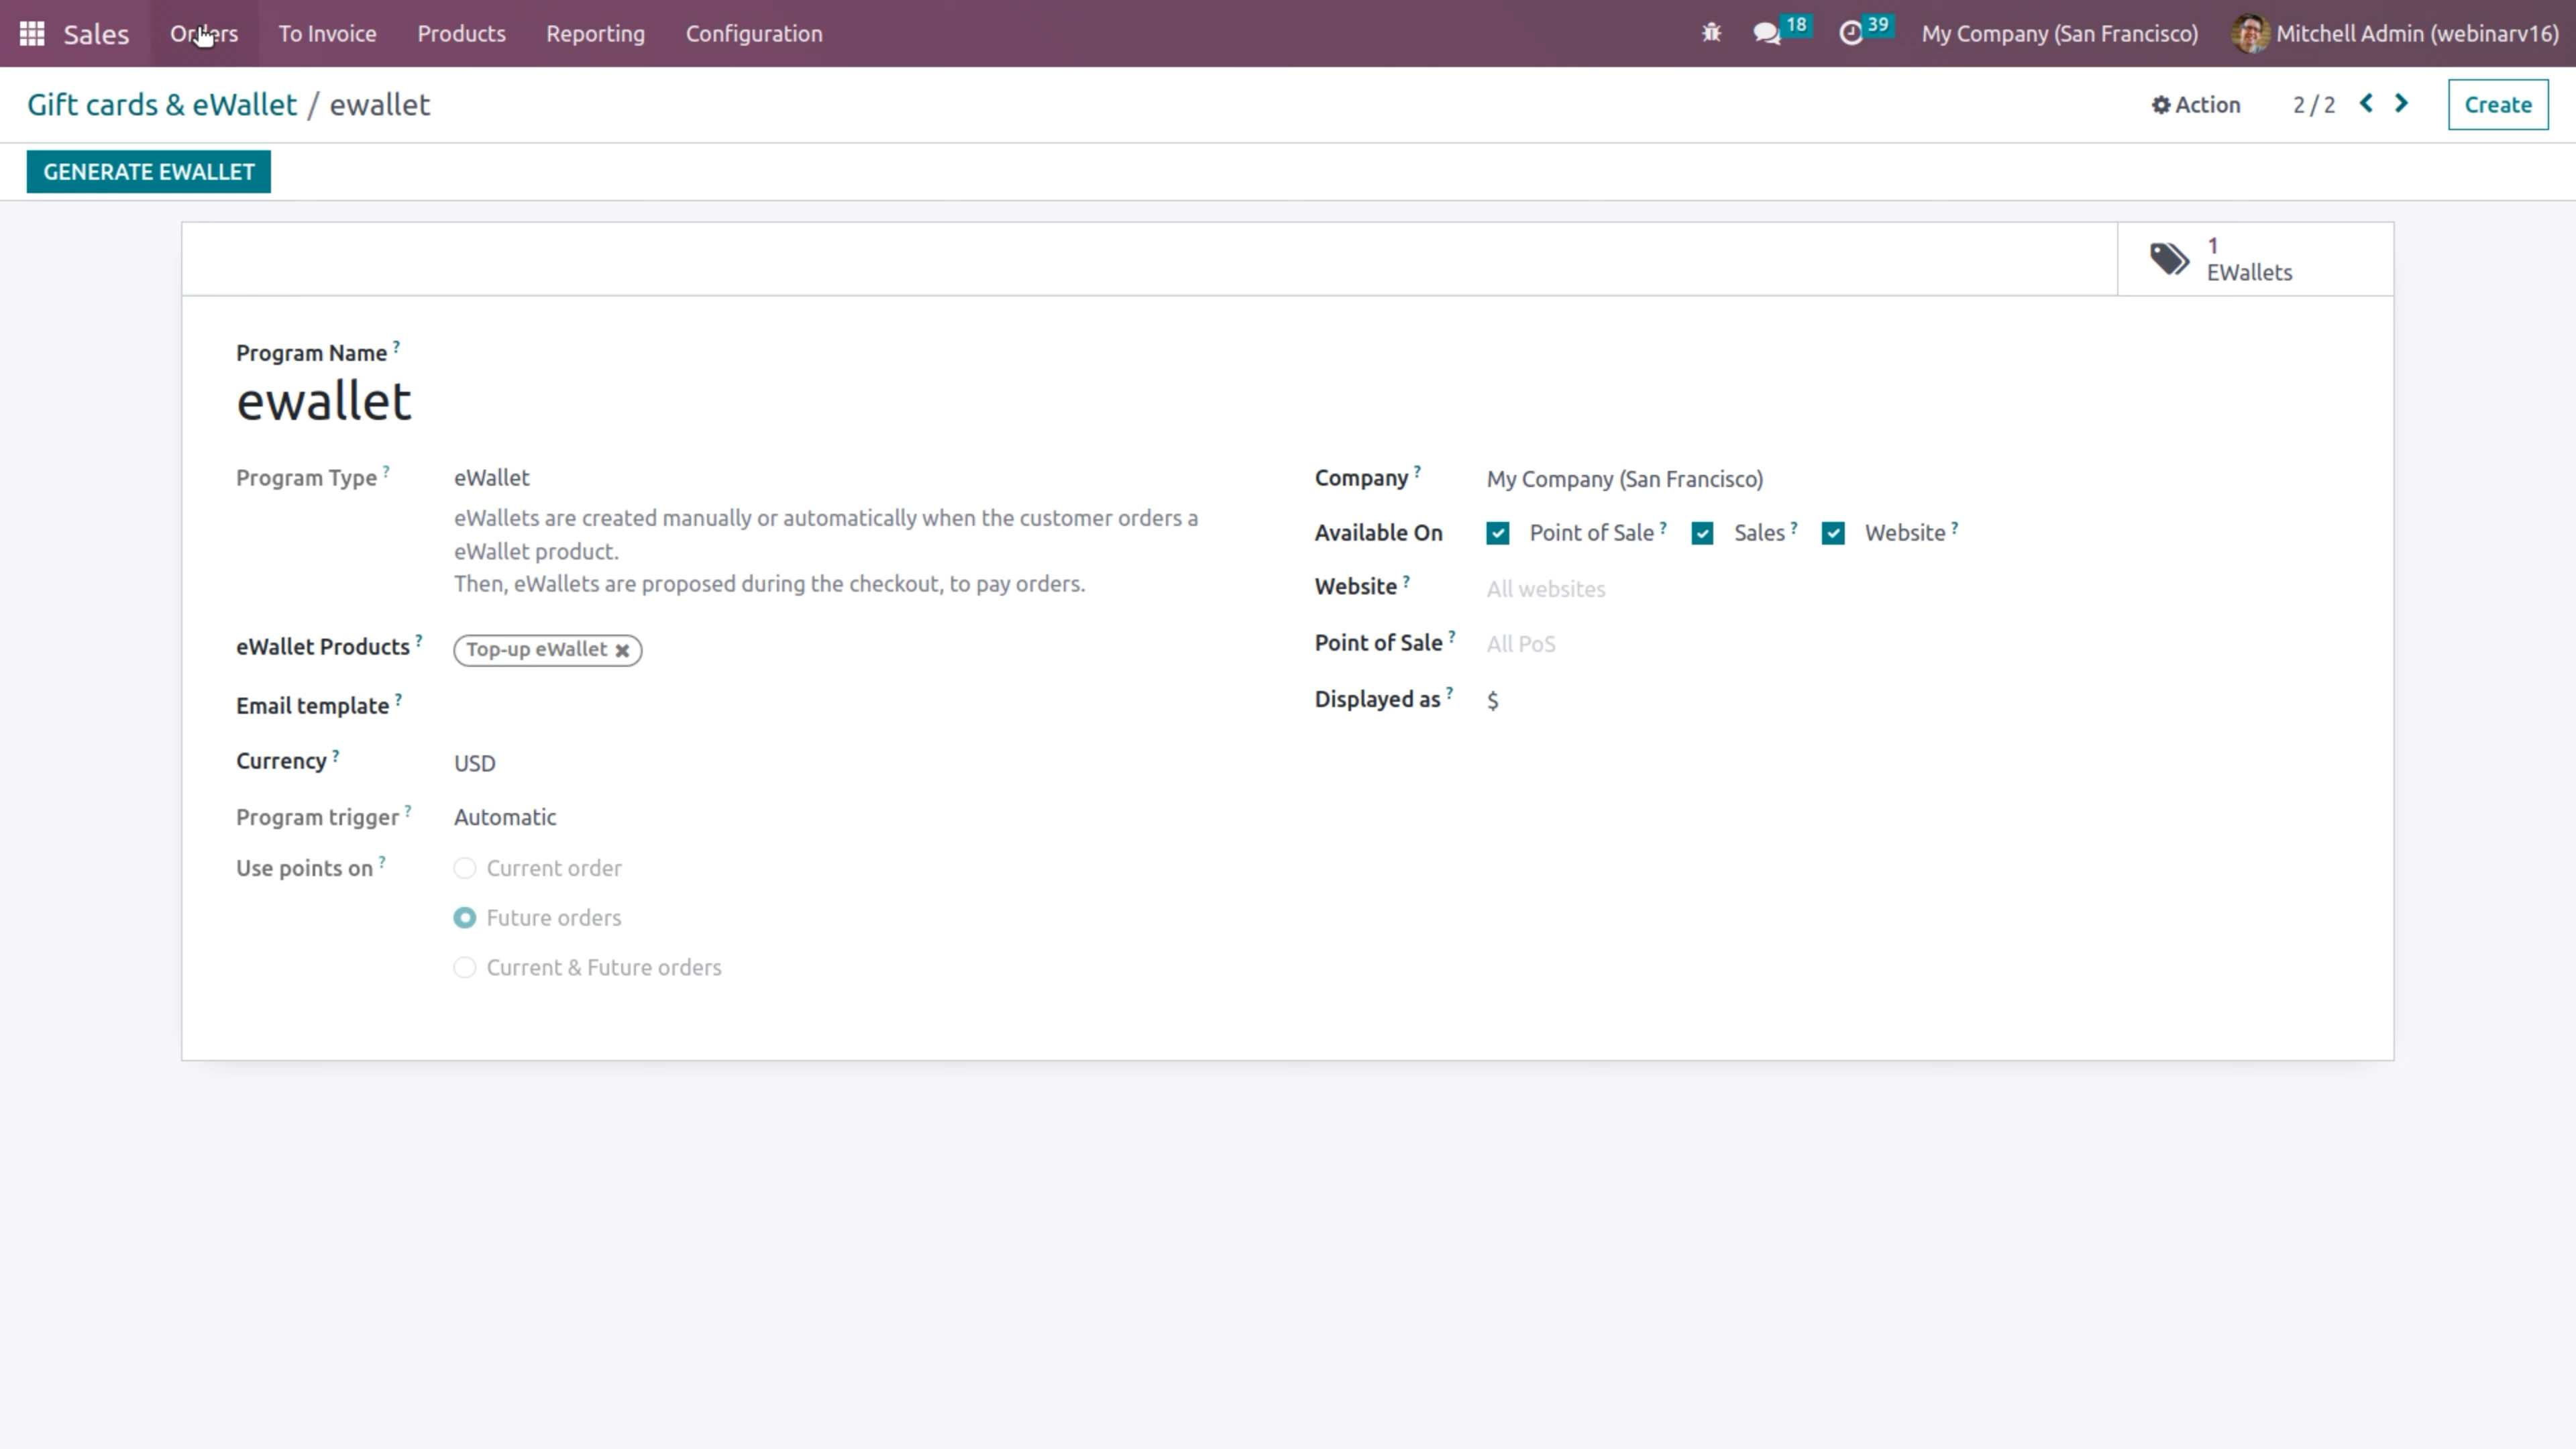 Sales Orders To Invoice Products Reporting Configuration 18 39 My Company (San Francisco) Mitchell Admin (webinarv16)
Gift cards & eWallet / ewallet Action 2 / 2 Create
GENERATE EWALLET
1
EWallets
Program Name ?
ewallet
Program Type ? eWallet
eWallets are created manually or automatically when the customer orders a
eWallet product.
Then, eWallets are proposed during the checkout, to pay orders.
eWallet Products ? Top-up eWallet
Email template ?
Currency ? USD
Program trigger ? Automatic
Use points on ? Current order
Future orders
Current & Future orders
Company ? My Company (San Francisco)
Available On Point of Sale ? Sales ? Website ?
Website ? All websites
Point of Sale ? All PoS
Displayed as ? $